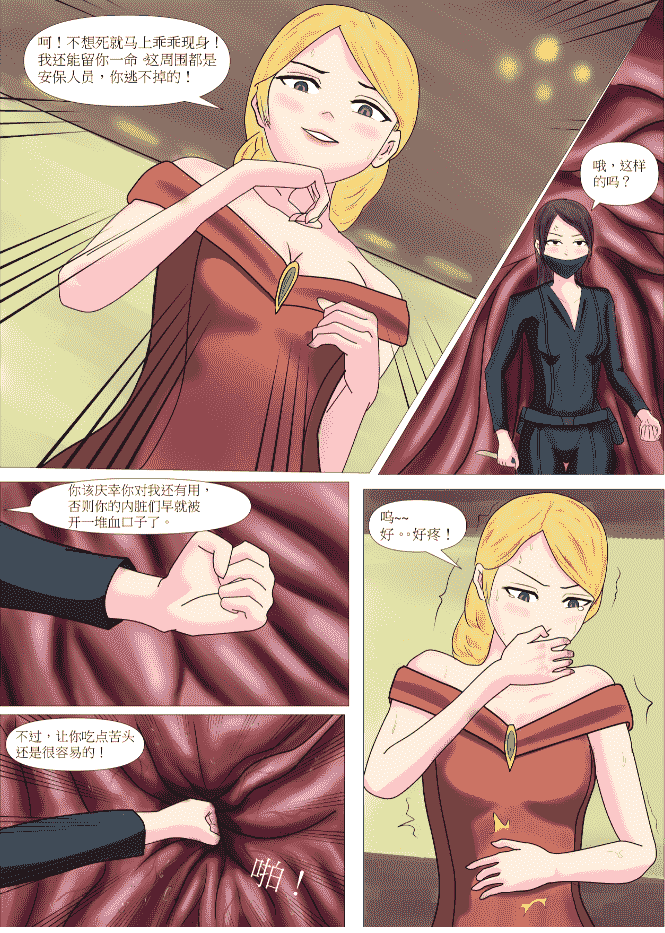 呵！不想死就马上乖乖现身！
我还能留你一命，这周围都是
安保人员，你逃不掉的！
哦，这样
的吗？
你该庆幸你对我还有用，
否则你的内脏们早就被
开一堆血口子了。
呜~~
好。。好疼！
不过，让你吃点苦头
还是很容易的！
啪！